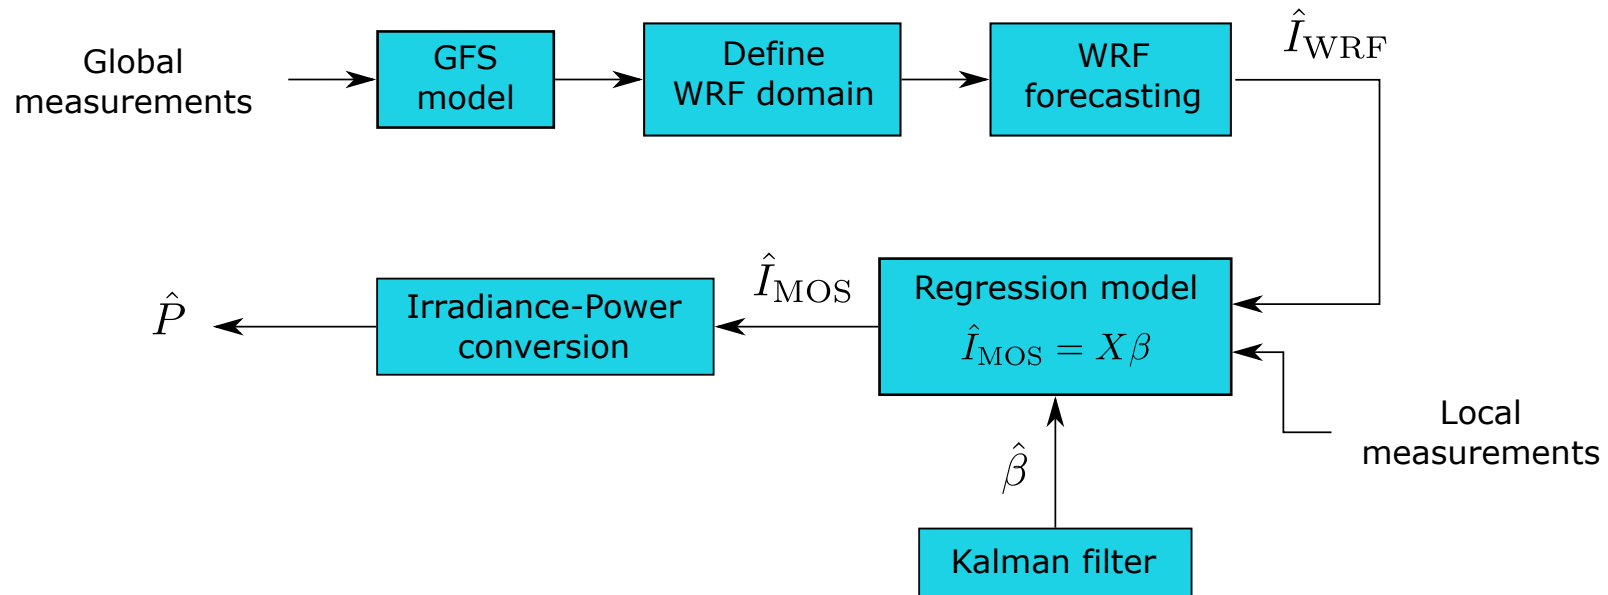 Global
measurements
GFS
model
Define
WRF domain
WRF
forecasting
Î_WRF
P̂
Irradiance-Power
conversion
Î_MOS
Regression model
Î_MOS = Xβ
Local
measurements
β̂
Kalman filter